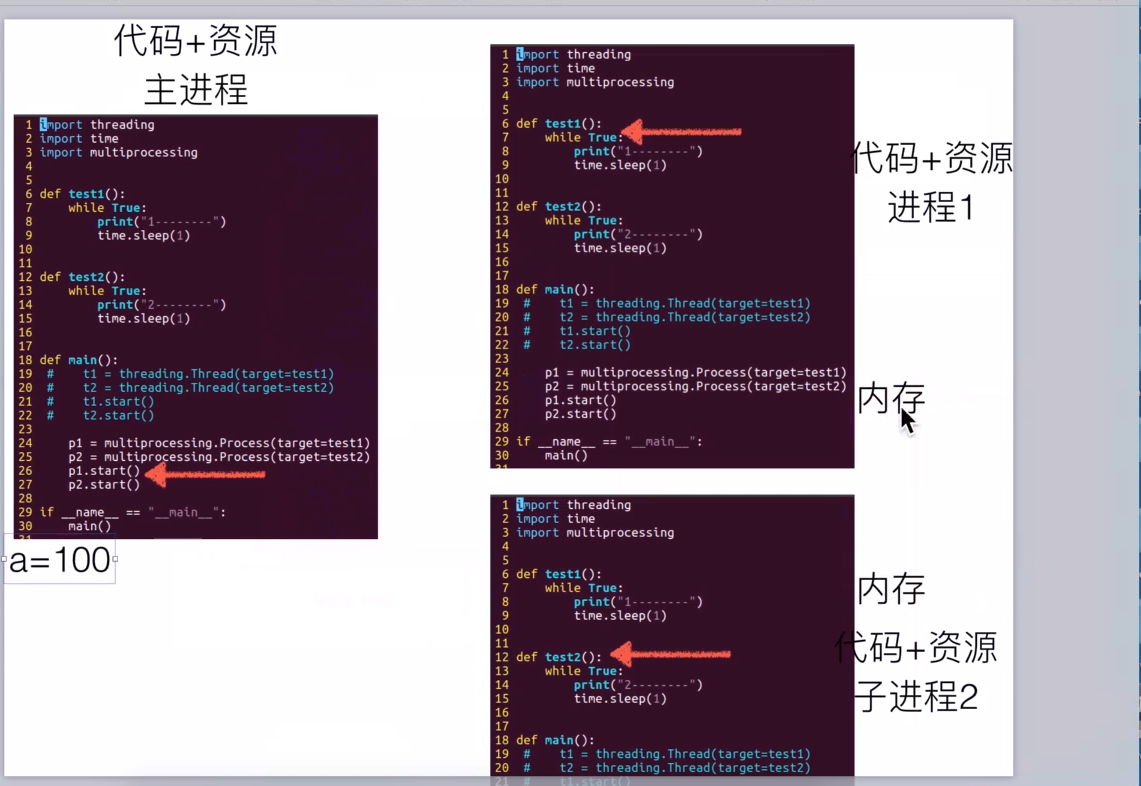 代码+资源
主进程
1 import threading
2 import time
3 import multiprocessing
4
5
6 def test1():
7     while True:
8         print("1--------")
9         time.sleep(1)
10
11
12 def test2():
13     while True:
14         print("2--------")
15         time.sleep(1)
16
17
18 def main():
19 #    t1 = threading.Thread(target=test1)
20 #    t2 = threading.Thread(target=test2)
21 #    t1.start()
22 #    t2.start()
23
24     p1 = multiprocessing.Process(target=test1)
25     p2 = multiprocessing.Process(target=test2)
26     p1.start()
27     p2.start()
28
29 if __name__ == "__main__":
30     main()
31
a=100
1 import threading
2 import time
3 import multiprocessing
4
5
6 def test1():
7     while True:
8         print("1--------")
9         time.sleep(1)
10
11
12 def test2():
13     while True:
14         print("2--------")
15         time.sleep(1)
16
17
18 def main():
19 #    t1 = threading.Thread(target=test1)
20 #    t2 = threading.Thread(target=test2)
21 #    t1.start()
22 #    t2.start()
23
24     p1 = multiprocessing.Process(target=test1)
25     p2 = multiprocessing.Process(target=test2)
26     p1.start()
27     p2.start()
28
29 if __name__ == "__main__":
30     main()
31
代码+资源
进程1
内存
1 import threading
2 import time
3 import multiprocessing
4
5
6 def test1():
7     while True:
8         print("1--------")
9         time.sleep(1)
10
11
12 def test2():
13     while True:
14         print("2--------")
15         time.sleep(1)
16
17
18 def main():
19 #    t1 = threading.Thread(target=test1)
20 #    t2 = threading.Thread(target=test2)
21 #    t1.start()
内存
代码+资源
子进程2